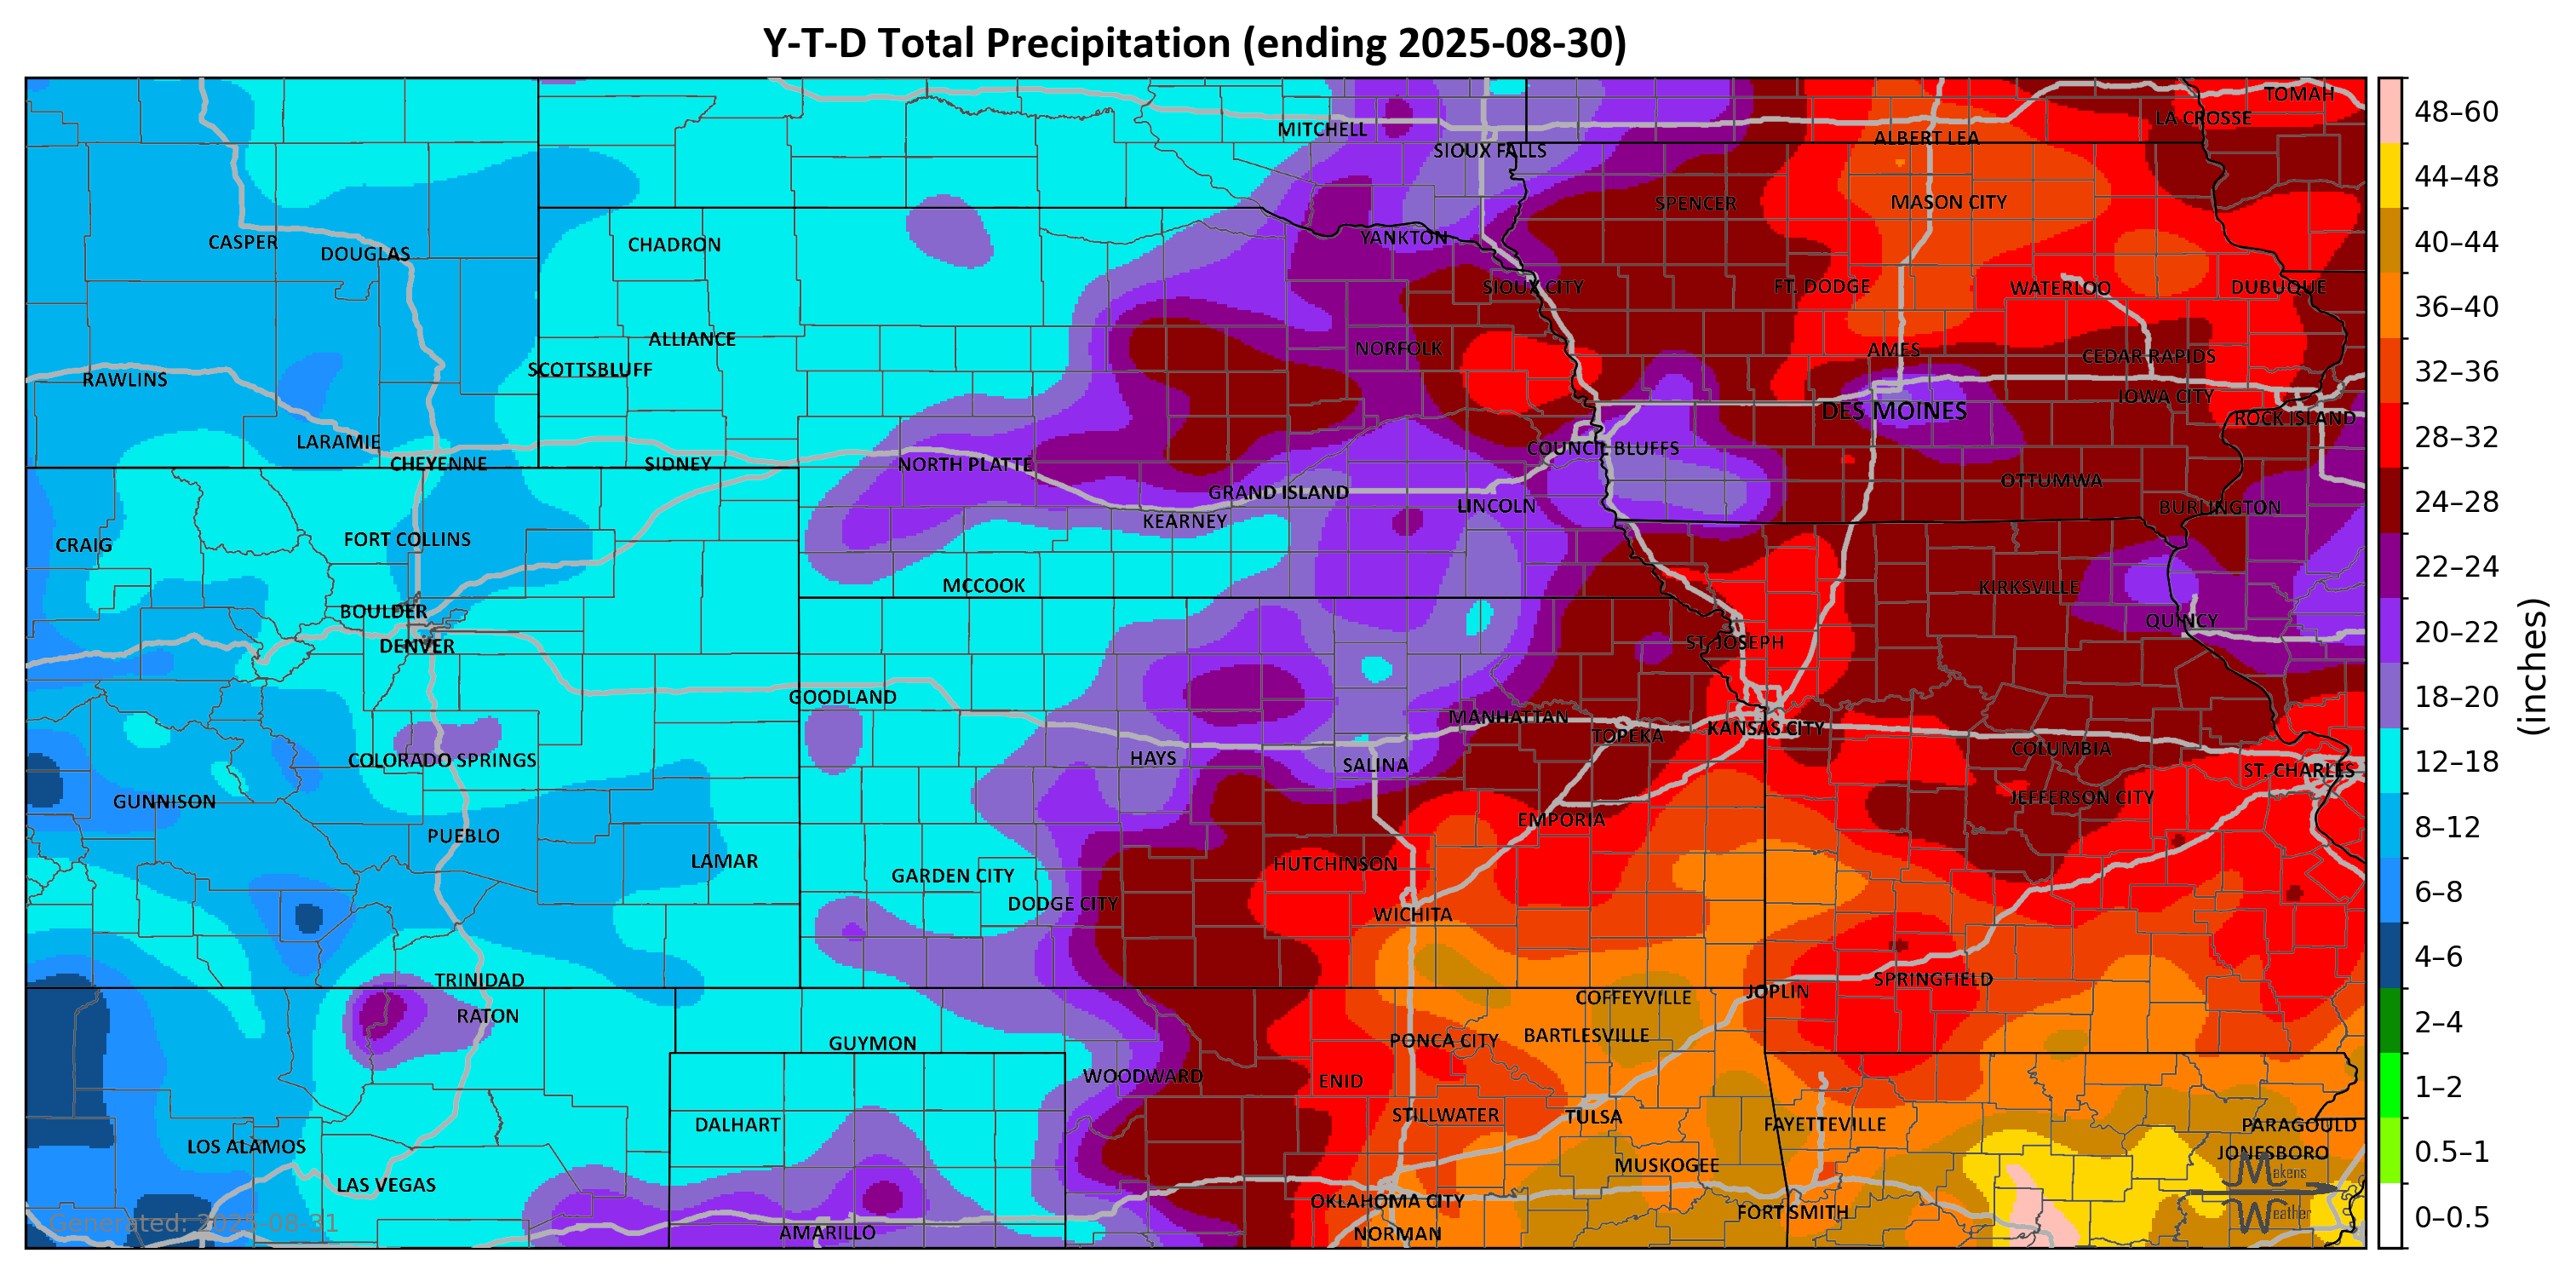 Y-T-D Total Precipitation (ending 2025-08-30)
TOMAH
LA CROSSE
MITCHELL
ALBERT LEA
SIOUX FALLS
SPENCER
MASON CITY
CASPER
DOUGLAS
CHADRON
YANKTON
SIOUX CITY
FT. DODGE
WATERLOO
DUBUQUE
ALLIANCE
NORFOLK
AMES
CEDAR RAPIDS
SCOTTSBLUFF
RAWLINS
IOWA CITY
DES MOINES
ROCK ISLAND
LARAMIE
COUNCIL BLUFFS
CHEYENNE
SIDNEY
NORTH PLATTE
OTTUMWA
GRAND ISLAND
LINCOLN
BURLINGTON
KEARNEY
FORT COLLINS
CRAIG
MCCOOK
KIRKSVILLE
BOULDER
QUINCY
DENVER
ST. JOSEPH
GOODLAND
MANHATTAN
KANSAS CITY
TOPEKA
COLUMBIA
COLORADO SPRINGS
HAYS
SALINA
ST. CHARLES
GUNNISON
JEFFERSON CITY
EMPORIA
PUEBLO
LAMAR
HUTCHINSON
GARDEN CITY
DODGE CITY
WICHITA
TRINIDAD
SPRINGFIELD
JOPLIN
COFFEYVILLE
RATON
BARTLESVILLE
GUYMON
PONCA CITY
WOODWARD
ENID
STILLWATER
TULSA
DALHART
FAYETTEVILLE
PARAGOULD
LOS ALAMOS
JONESBORO
MUSKOGEE
LAS VEGAS
OKLAHOMA CITY
FORT SMITH
AMARILLO
NORMAN
Generated: 2025-08-31
Makens
Weather
48–60
44–48
40–44
36–40
32–36
28–32
24–28
22–24
20–22
18–20
12–18
8–12
6–8
4–6
2–4
1–2
0.5–1
0–0.5
(inches)